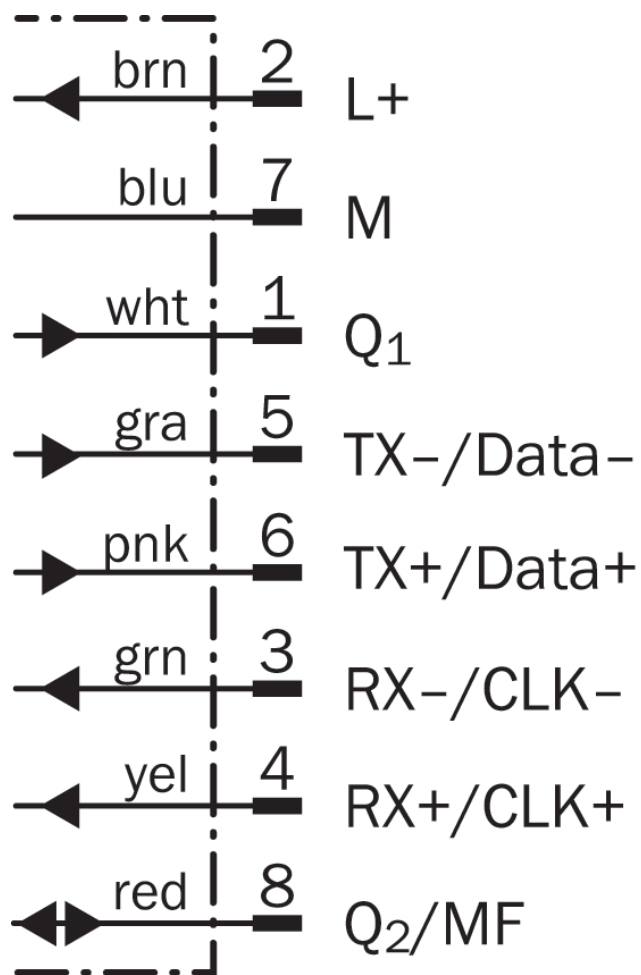 brn 2 L+
blu 7 M
wht 1 Q₁
gra 5 TX–/Data–
pnk 6 TX+/Data+
grn 3 RX–/CLK–
yel 4 RX+/CLK+
red 8 Q₂/MF